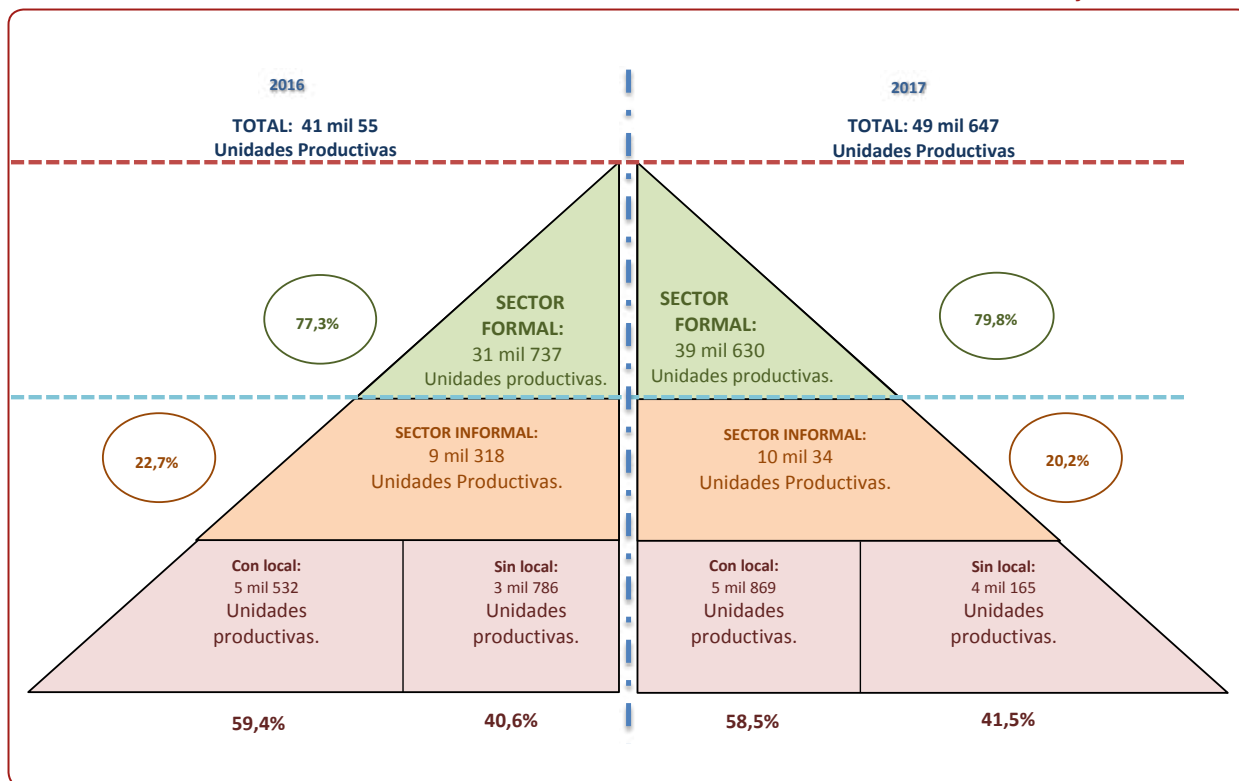 2016
TOTAL: 41 mil 55
Unidades Productivas
2017
TOTAL: 49 mil 647
Unidades Productivas
77,3%
SECTOR
FORMAL:
31 mil 737
Unidades productivas.
SECTOR
FORMAL:
39 mil 630
Unidades productivas.
79,8%
22,7%
SECTOR INFORMAL:
9 mil 318
Unidades Productivas.
SECTOR INFORMAL:
10 mil 34
Unidades Productivas.
20,2%
Con local:
5 mil 532
Unidades
productivas.
Sin local:
3 mil 786
Unidades
productivas.
Con local:
5 mil 869
Unidades
productivas.
Sin local:
4 mil 165
Unidades
productivas.
59,4%
40,6%
58,5%
41,5%